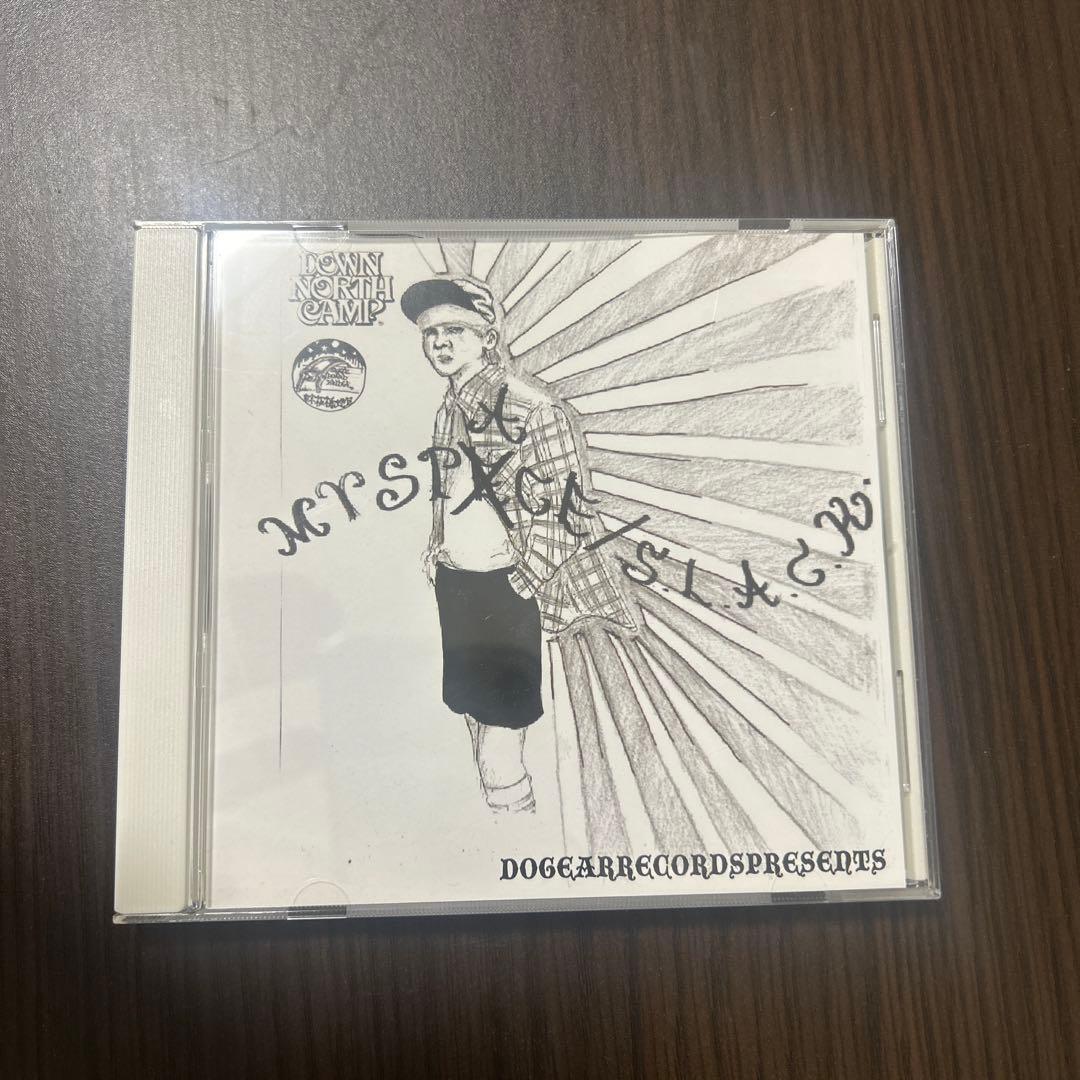 DOWN
NORTH
CAMP
MYSPACE/S.L.A.C.K.
DOGEARRECORDSPRESENTS